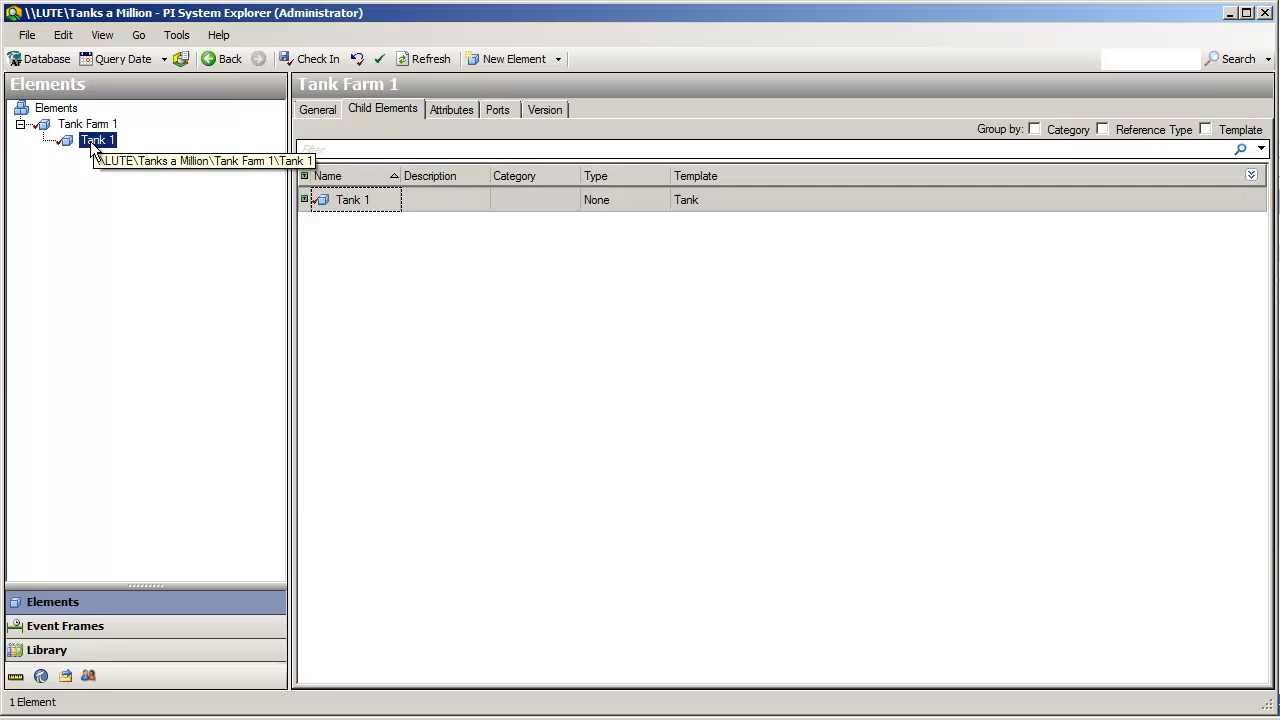 \\LUTE\Tanks a Million - PI System Explorer (Administrator)
File Edit View Go Tools Help
Database Query Date Back Check In Refresh New Element Search
Elements
Tank Farm 1
Elements
Tank Farm 1
Tank 1
\LUTE\Tanks a Million\Tank Farm 1\Tank 1
General Child Elements Attributes Ports Version
Group by: Category Reference Type Template
Filter
Name Description Category Type Template
Tank 1 None Tank
Elements
Event Frames
Library
1 Element